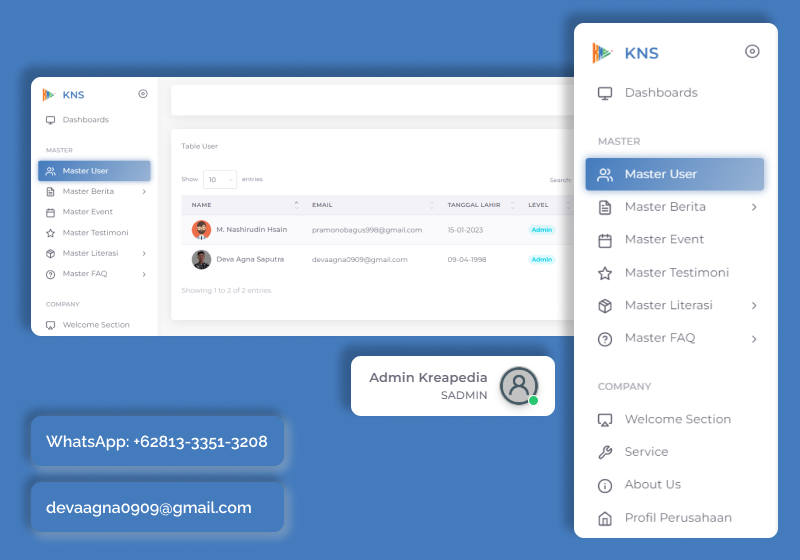 KNS
Dashboards
MASTER
Master User
Master Berita
Master Event
Master Testimoni
Master Literasi
Master FAQ
COMPANY
Welcome Section
Table User
Show 10 entries
Search:
NAME EMAIL TANGGAL LAHIR LEVEL
M. Nashirudin Hsain pramonobagus998@gmail.com 15-01-2023 Admin
Deva Agna Saputra devaagna0909@gmail.com 09-04-1998 Admin
Showing 1 to 2 of 2 entries.
KNS
Dashboards
MASTER
Master User
Master Berita
Master Event
Master Testimoni
Master Literasi
Master FAQ
COMPANY
Welcome Section
Service
About Us
Profil Perusahaan
Admin Kreapedia
SADMIN
WhatsApp: +62813-3351-3208
devaagna0909@gmail.com